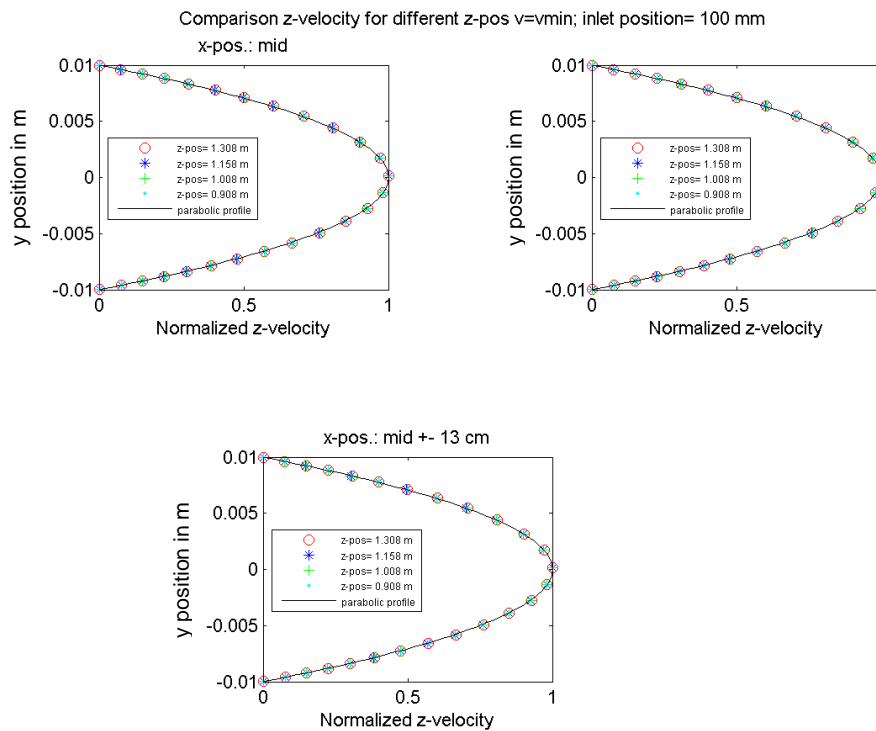 Comparison z-velocity for different z-pos v=vmin; inlet position= 100 mm
x-pos.: mid
0.01
0.005
0
-0.005
-0.01
y position in m
z-pos= 1.308 m
z-pos= 1.158 m
z-pos= 1.008 m
z-pos= 0.908 m
parabolic profile
0 0.5 1
Normalized z-velocity
0.01
0.005
0
-0.005
-0.01
y position in m
z-pos= 1.308 m
z-pos= 1.158 m
z-pos= 1.008 m
z-pos= 0.908 m
parabolic profile
0 0.5
Normalized z-velocity
x-pos.: mid +- 13 cm
0.01
0.005
0
-0.005
-0.01
y position in m
z-pos= 1.308 m
z-pos= 1.158 m
z-pos= 1.008 m
z-pos= 0.908 m
parabolic profile
0 0.5 1
Normalized z-velocity